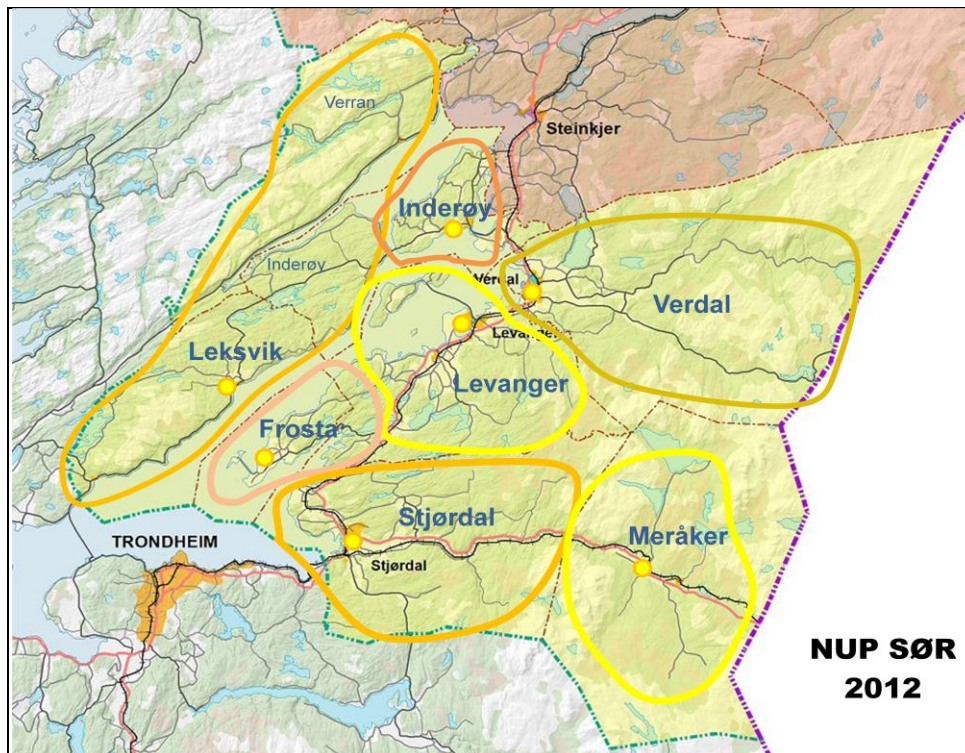 Verran
Steinkjer
Inderøy
Inderøy
Verdal
Verdal
Levanger
Leksvik
Levanger
Frosta
Stjørdal
Meråker
TRONDHEIM
Stjørdal
NUP SØR
2012